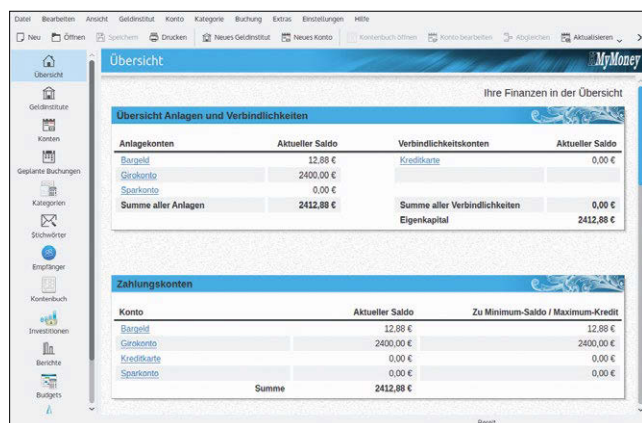 Datei Bearbeiten Ansicht Geldinstitut Konto Kategorie Buchung Extras Einstellungen Hilfe
Neu Öffnen Speichern Drucken Neues Geldinstitut Neues Konto Kontenbuch öffnen Konto bearbeiten Abgleichen Aktualisieren
Übersicht
Geldinstitute
Konten
Geplante Buchungen
Kategorien
Stichwörter
Empfänger
Kontenbuch
Investitionen
Berichte
Budgets
Übersicht
MyMoney
Ihre Finanzen in der Übersicht
Übersicht Anlagen und Verbindlichkeiten
Anlagekonten Aktueller Saldo Verbindlichkeitskonten Aktueller Saldo
Bargeld 12,88 € Kreditkarte 0,00 €
Girokonto 2400,00 €
Sparkonto 0,00 €
Summe aller Anlagen 2412,88 € Summe aller Verbindlichkeiten 0,00 €
Eigenkapital 2412,88 €
Zahlungskonten
Konto Aktueller Saldo Zu Minimum-Saldo / Maximum-Kredit
Bargeld 12,88 € 12,88 €
Girokonto 2400,00 € 2400,00 €
Kreditkarte 0,00 € 0,00 €
Sparkonto 0,00 € 0,00 €
Summe 2412,88 €
Bereit